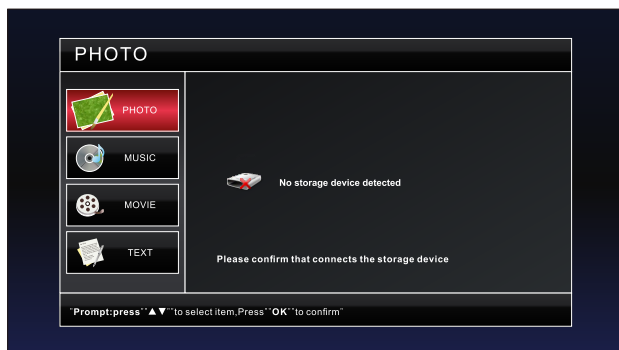 PHOTO
PHOTO
MUSIC
MOVIE
TEXT
No storage device detected
Please confirm that connects the storage device
"Prompt:press""▲▼""to select item,Press""OK""to confirm"